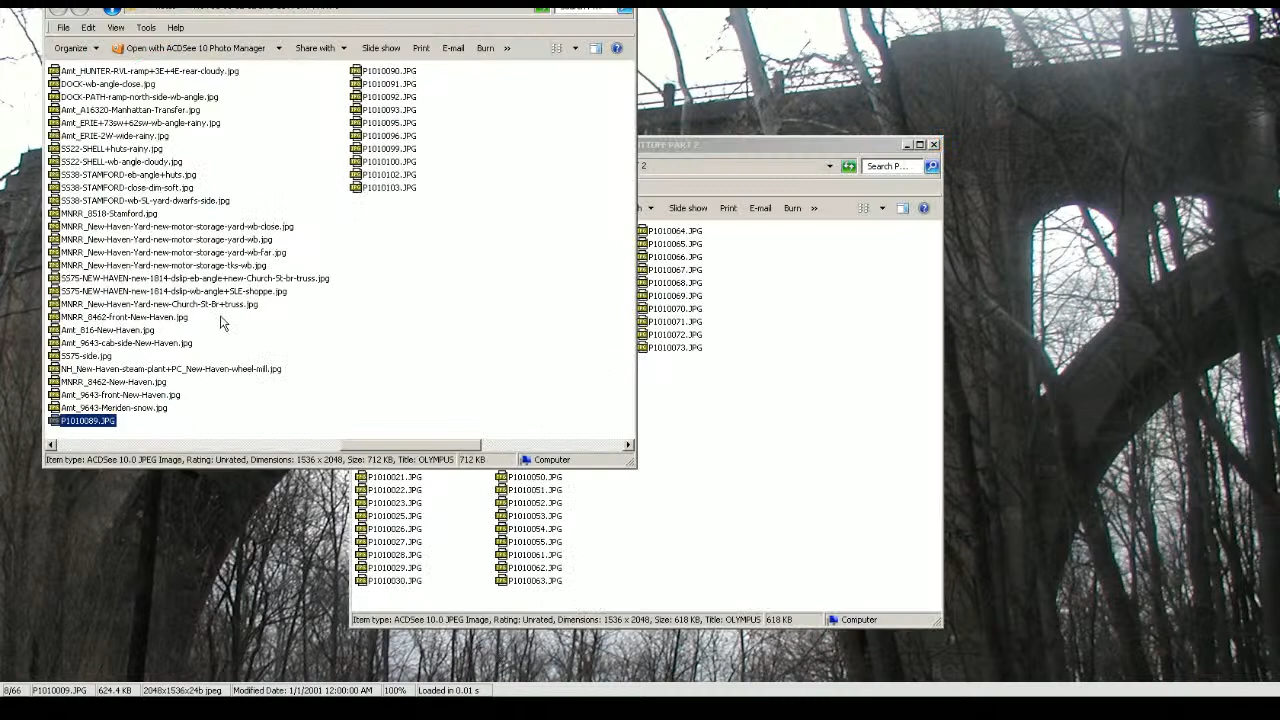 File Edit View Tools Help
Organize Open with ACDSee 10 Photo Manager Share with Slide show Print E-mail Burn »
Amt_HUNTER-RVL-ramp+3E+4E-rear-cloudy.jpg
DOCK-wb-angle-close.jpg
DOCK-PATH-ramp-north-side-wb-angle.jpg
Amt_A16320-Manhattan-Transfer.jpg
Amt_ERIE+73sw+62sw-wb-angle-rainy.jpg
Amt_ERIE-2W-wide-rainy.jpg
SS22-SHELL+huts-rainy.jpg
SS22-SHELL-wb-angle-cloudy.jpg
SS38-STAMFORD-eb-angle+huts.jpg
SS38-STAMFORD-close-dim-soft.jpg
SS38-STAMFORD-wb-SL-yard-dwarfs-side.jpg
MNRR_8518-Stamford.jpg
MNRR_New-Haven-Yard-new-motor-storage-yard-wb-close.jpg
MNRR_New-Haven-Yard-new-motor-storage-yard-wb.jpg
MNRR_New-Haven-Yard-new-motor-storage-yard-wb-far.jpg
MNRR_New-Haven-Yard-new-motor-storage-tks-wb.jpg
SS75-NEW-HAVEN-new-1814-dslip-eb-angle+new-Church-St-br-truss.jpg
SS75-NEW-HAVEN-new-1814-dslip-wb-angle+SLE-shoppe.jpg
MNRR_New-Haven-Yard-new-Church-St-Br+truss.jpg
MNRR_8462-front-New-Haven.jpg
Amt_816-New-Haven.jpg
Amt_9643-cab-side-New-Haven.jpg
SS75-side.jpg
NH_New-Haven-steam-plant+PC_New-Haven-wheel-mill.jpg
MNRR_8462-New-Haven.jpg
Amt_9643-front-New-Haven.jpg
Amt_9643-Meriden-snow.jpg
P1010089.JPG
P1010090.JPG
P1010091.JPG
P1010092.JPG
P1010093.JPG
P1010095.JPG
P1010096.JPG
P1010099.JPG
P1010100.JPG
P1010102.JPG
P1010103.JPG
Item type: ACDSee 10.0 JPEG Image, Rating: Unrated, Dimensions: 1536 x 2048, Size: 712 KB, Title: OLYMPUS 712 KB Computer
PART 2
2 Search P...
h Slide show Print E-mail Burn »
P1010064.JPG
P1010065.JPG
P1010066.JPG
P1010067.JPG
P1010068.JPG
P1010069.JPG
P1010070.JPG
P1010071.JPG
P1010072.JPG
P1010073.JPG
P1010021.JPG
P1010022.JPG
P1010023.JPG
P1010025.JPG
P1010026.JPG
P1010027.JPG
P1010028.JPG
P1010029.JPG
P1010030.JPG
P1010050.JPG
P1010051.JPG
P1010052.JPG
P1010053.JPG
P1010054.JPG
P1010055.JPG
P1010061.JPG
P1010062.JPG
P1010063.JPG
Item type: ACDSee 10.0 JPEG Image, Rating: Unrated, Dimensions: 1536 x 2048, Size: 618 KB, Title: OLYMPUS 618 KB Computer
8/66 P1010009.JPG 624.4 KB 2048x1536x24b jpeg Modified Date: 1/1/2001 12:00:00 AM 100% Loaded in 0.01 s